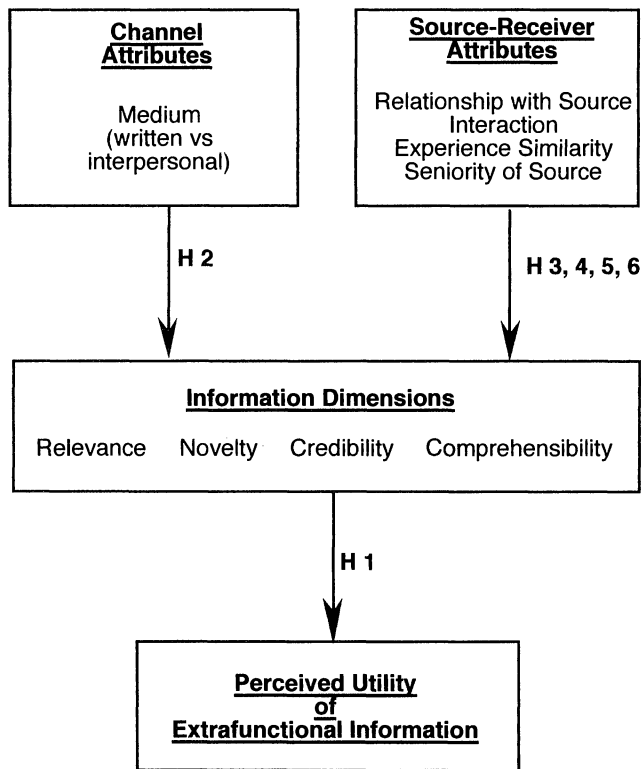 Channel
Attributes
Medium
(written vs
interpersonal)
Source-Receiver
Attributes
Relationship with Source
Interaction
Experience Similarity
Seniority of Source
H 2
H 3, 4, 5, 6
Information Dimensions
Relevance Novelty Credibility Comprehensibility
H 1
Perceived Utility
of
Extrafunctional Information